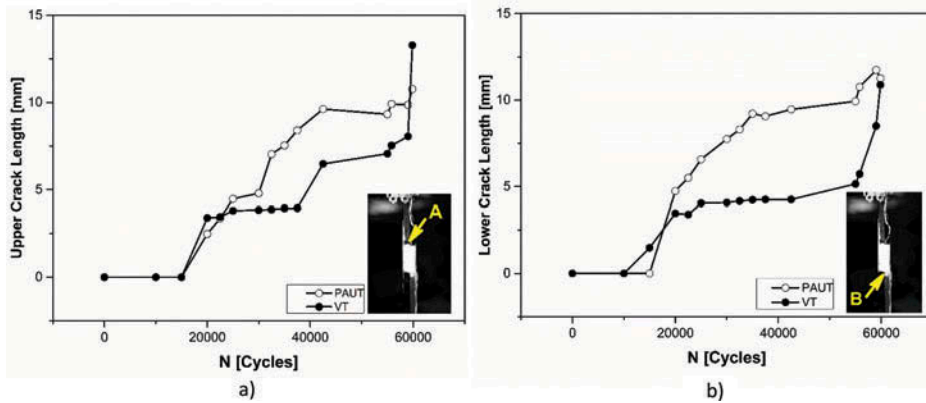 15
10
5
0
Upper Crack Length [mm]
0 20000 40000 60000
N [Cycles]
PAUT
VT
A
a)
15
10
5
0
Lower Crack Length [mm]
0 20000 40000 60000
N [Cycles]
PAUT
VT
B
b)